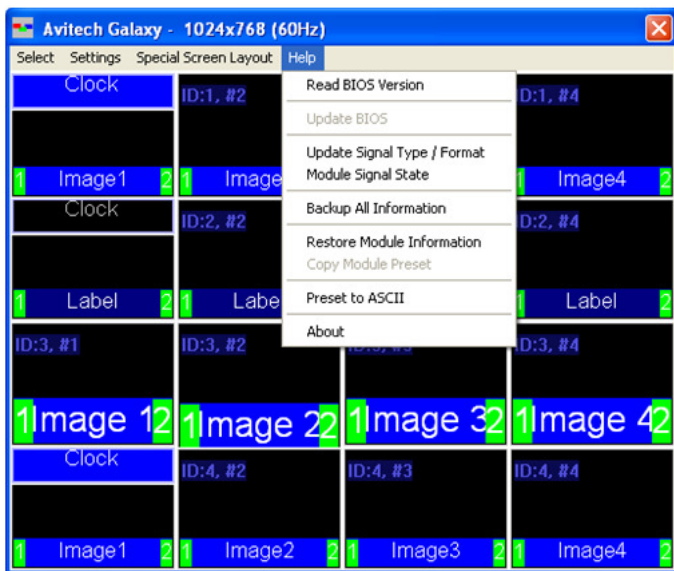 Avitech Galaxy - 1024x768 (60Hz)
Select Settings Special Screen Layout Help
Read BIOS Version
Update BIOS
Update Signal Type / Format
Module Signal State
Backup All Information
Restore Module Information
Copy Module Preset
Preset to ASCII
About
Clock
ID:1, #2
D:1, #4
1 Image1 2
1 Image
1 Image4 2
Clock
ID:2, #2
D:2, #4
1 Label 2
1 Labe
1 Label 2
ID:3, #1
ID:3, #2
D:3, #4
1 Image 1 2
1 Image 2 2
1 Image 3 2
1 Image 4 2
Clock
ID:4, #2
ID:4, #3
ID:4, #4
1 Image1 2
1 Image2 2
1 Image3 2
1 Image4 2